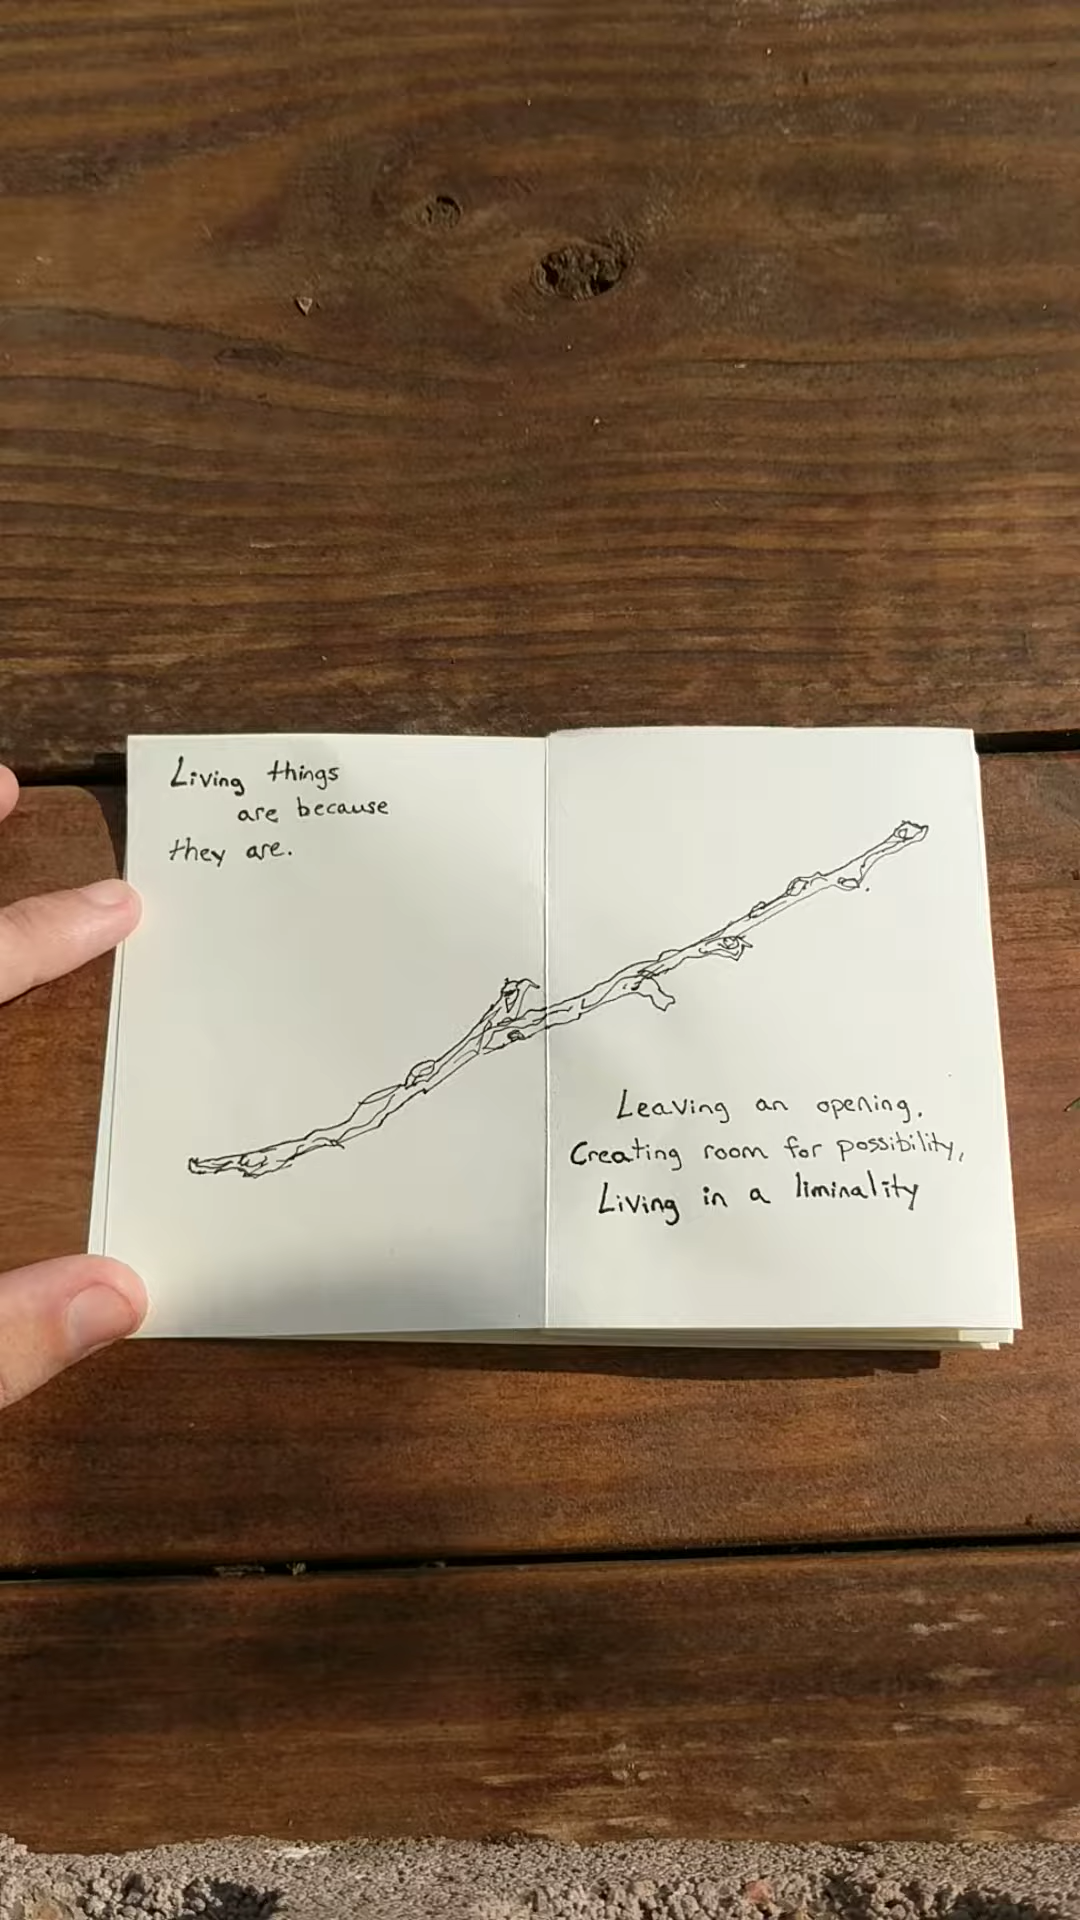 Living things
are because
they are.
Leaving an opening.
Creating room for possibility,
Living in a liminality